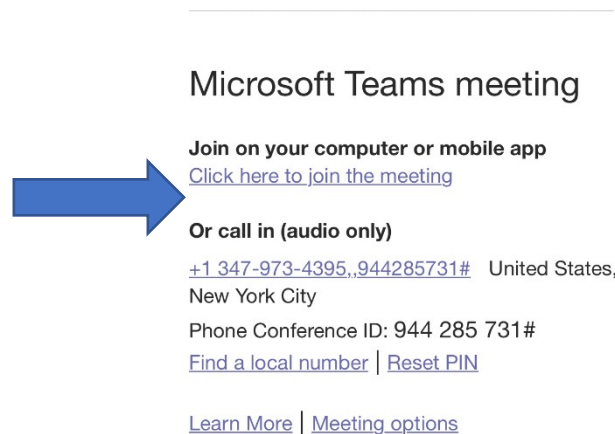 Microsoft Teams meeting
Join on your computer or mobile app
Click here to join the meeting
Or call in (audio only)
+1 347-973-4395,,944285731# United States,
New York City
Phone Conference ID: 944 285 731#
Find a local number | Reset PIN
Learn More | Meeting options